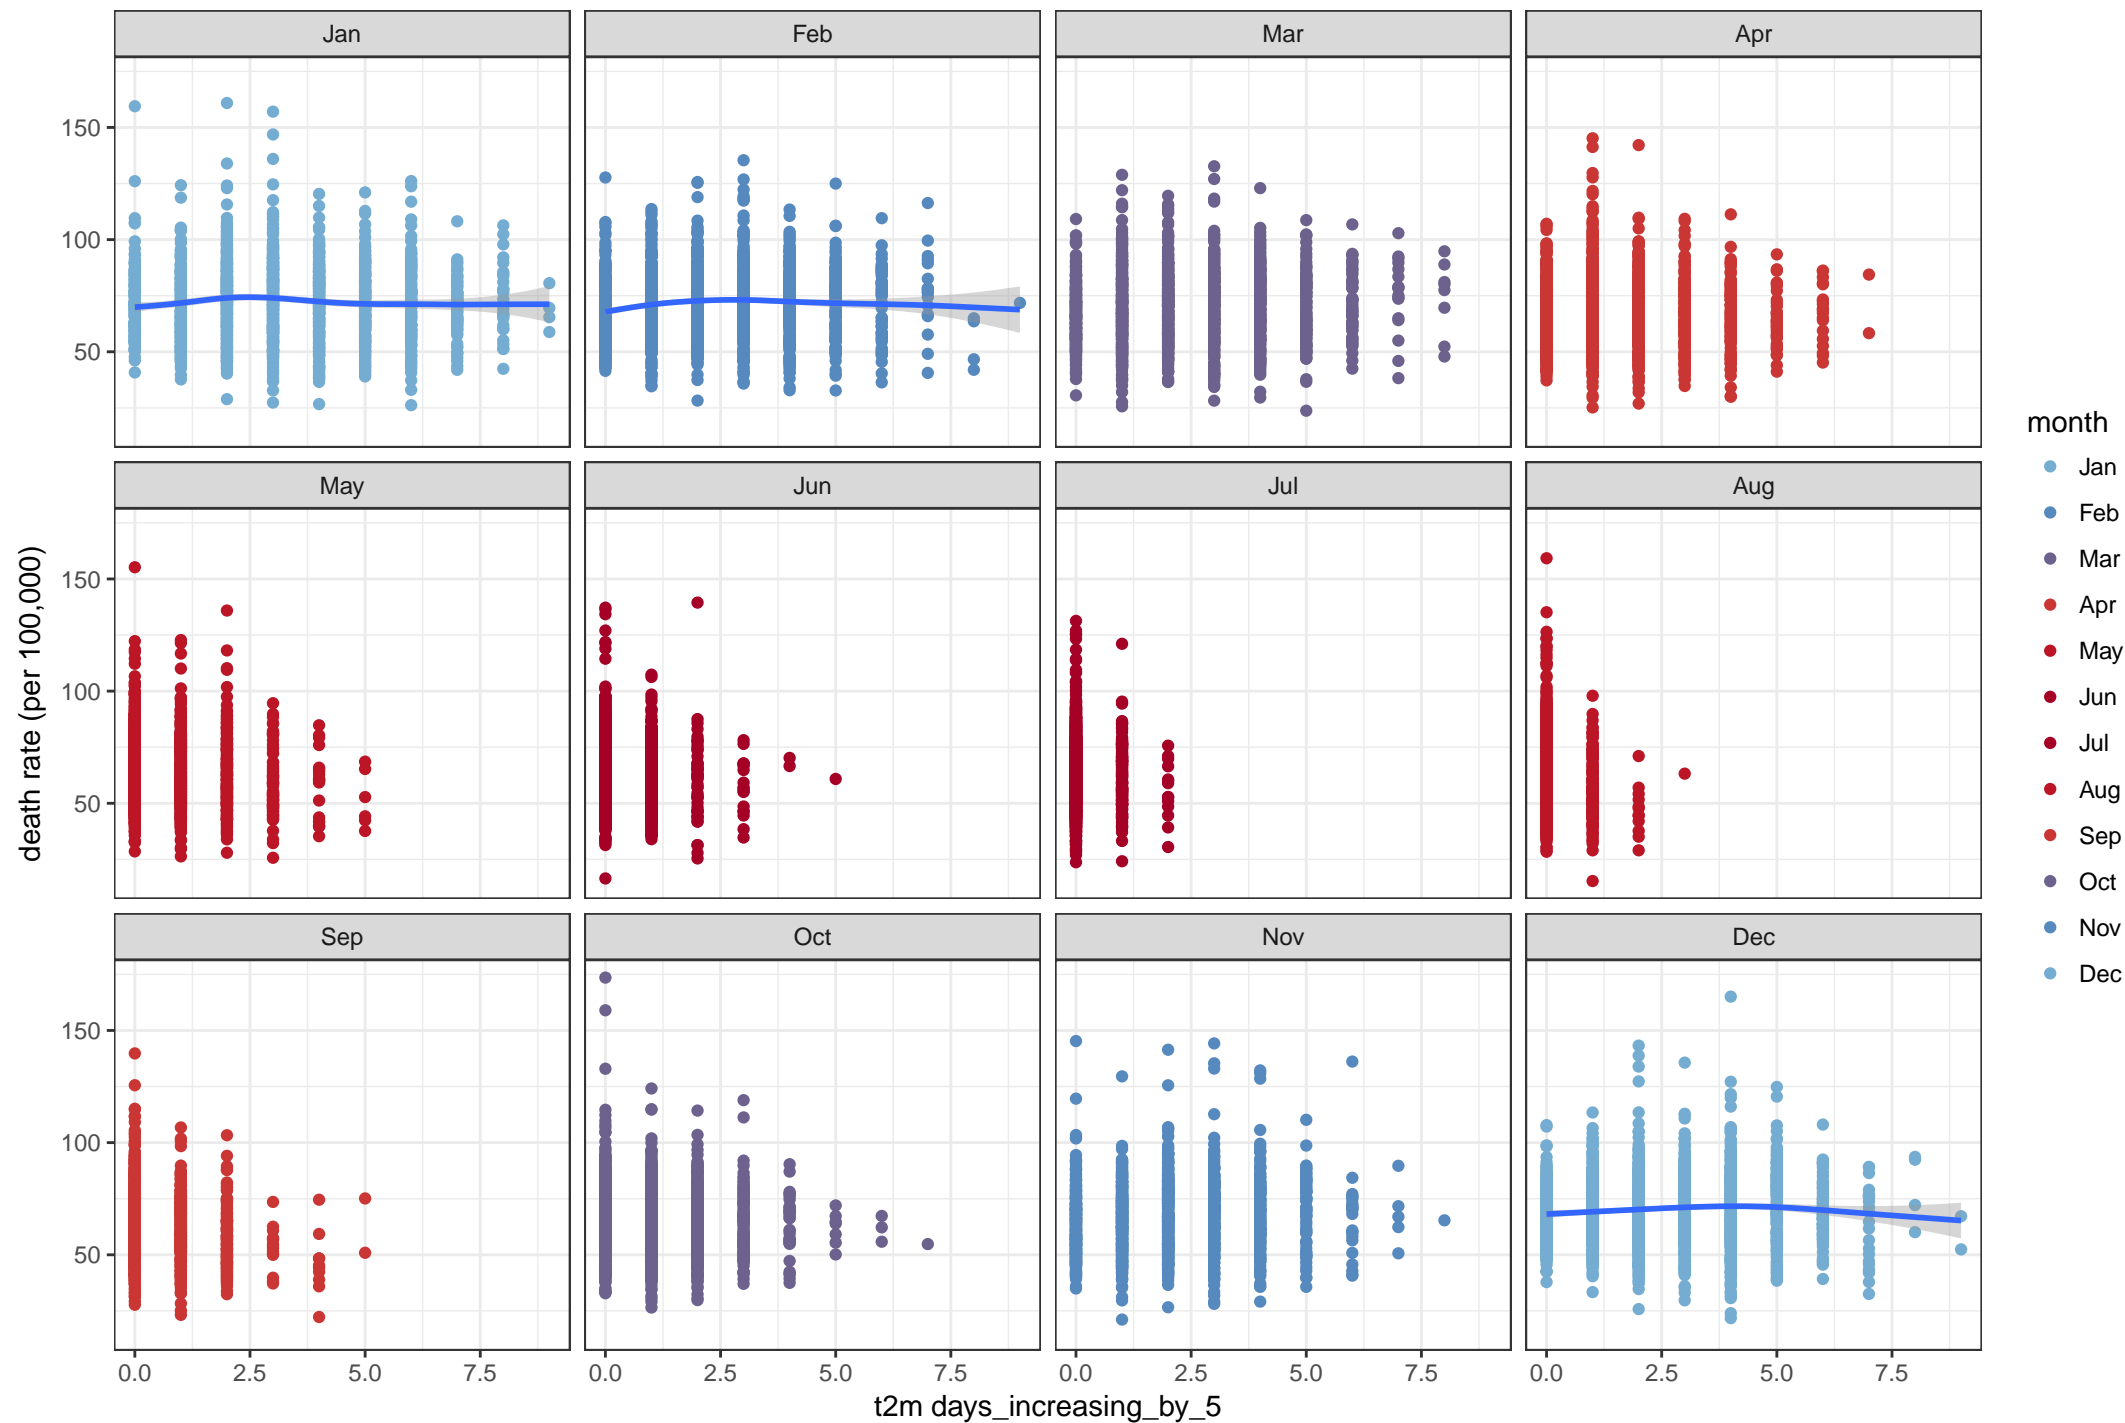 Jan Feb Mar Apr
150
100
50
May Jun Jul Aug
150
100
50
Sep Oct Nov Dec
150
100
50
0.0 2.5 5.0 7.5 0.0 2.5 5.0 7.5 0.0 2.5 5.0 7.5 0.0 2.5 5.0 7.5
t2m days_increasing_by_5
death rate (per 100,000)
month
Jan
Feb
Mar
Apr
May
Jun
Jul
Aug
Sep
Oct
Nov
Dec